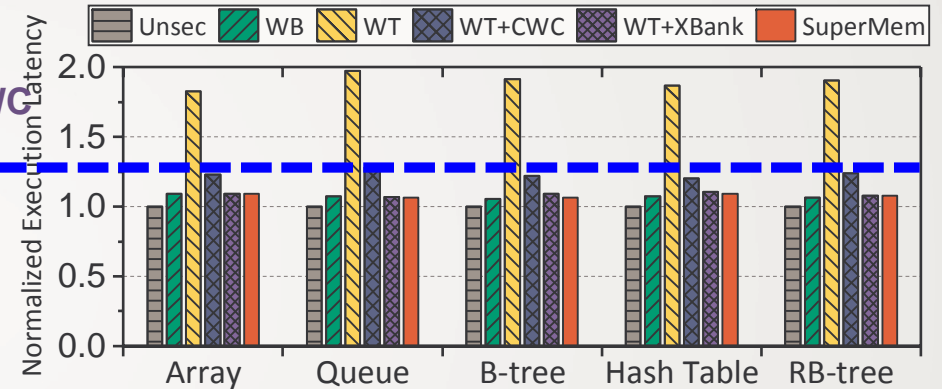 Unsec WB WT WT+CWC WT+XBank SuperMem
Normalized Execution Latency
2.0
1.5
1.0
0.5
0.0
Array Queue B-tree Hash Table RB-tree